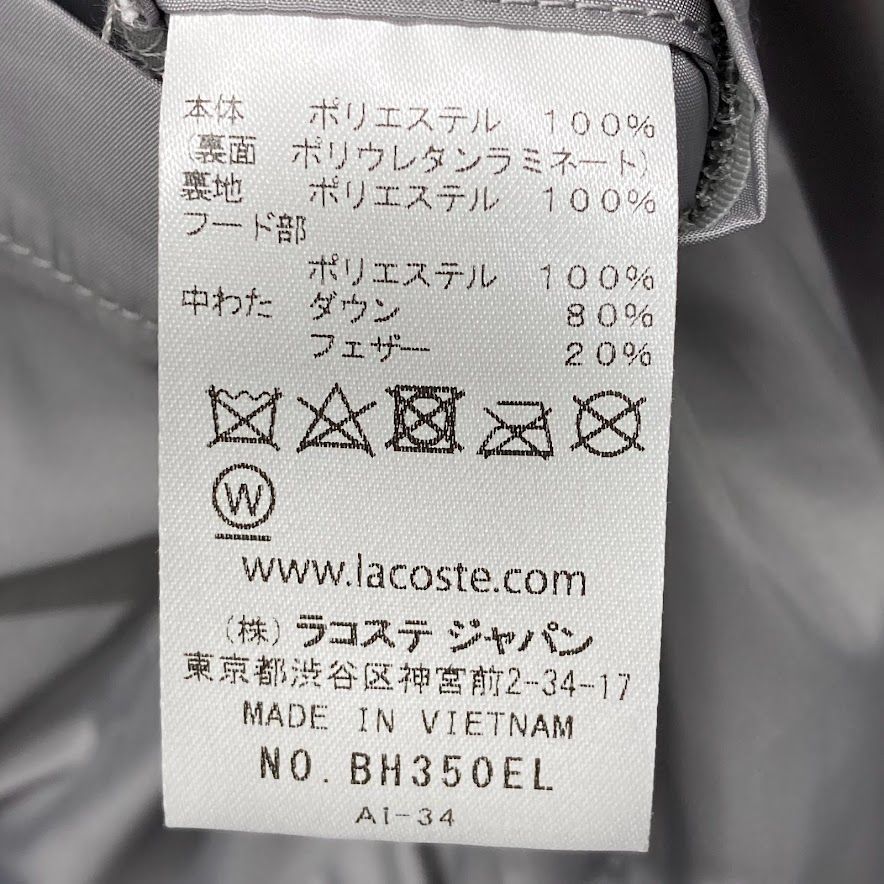 本体 ポリエステル 100%
(裏面 ポリウレタンラミネート)
裏地 ポリエステル 100%
フード部
ポリエステル 100%
中わた ダウン 80%
フェザー 20%
W
www.lacoste.com
(株) ラコステ ジャパン
東京都渋谷区神宮前2-34-17
MADE IN VIETNAM
NO. BH350EL
AI-34